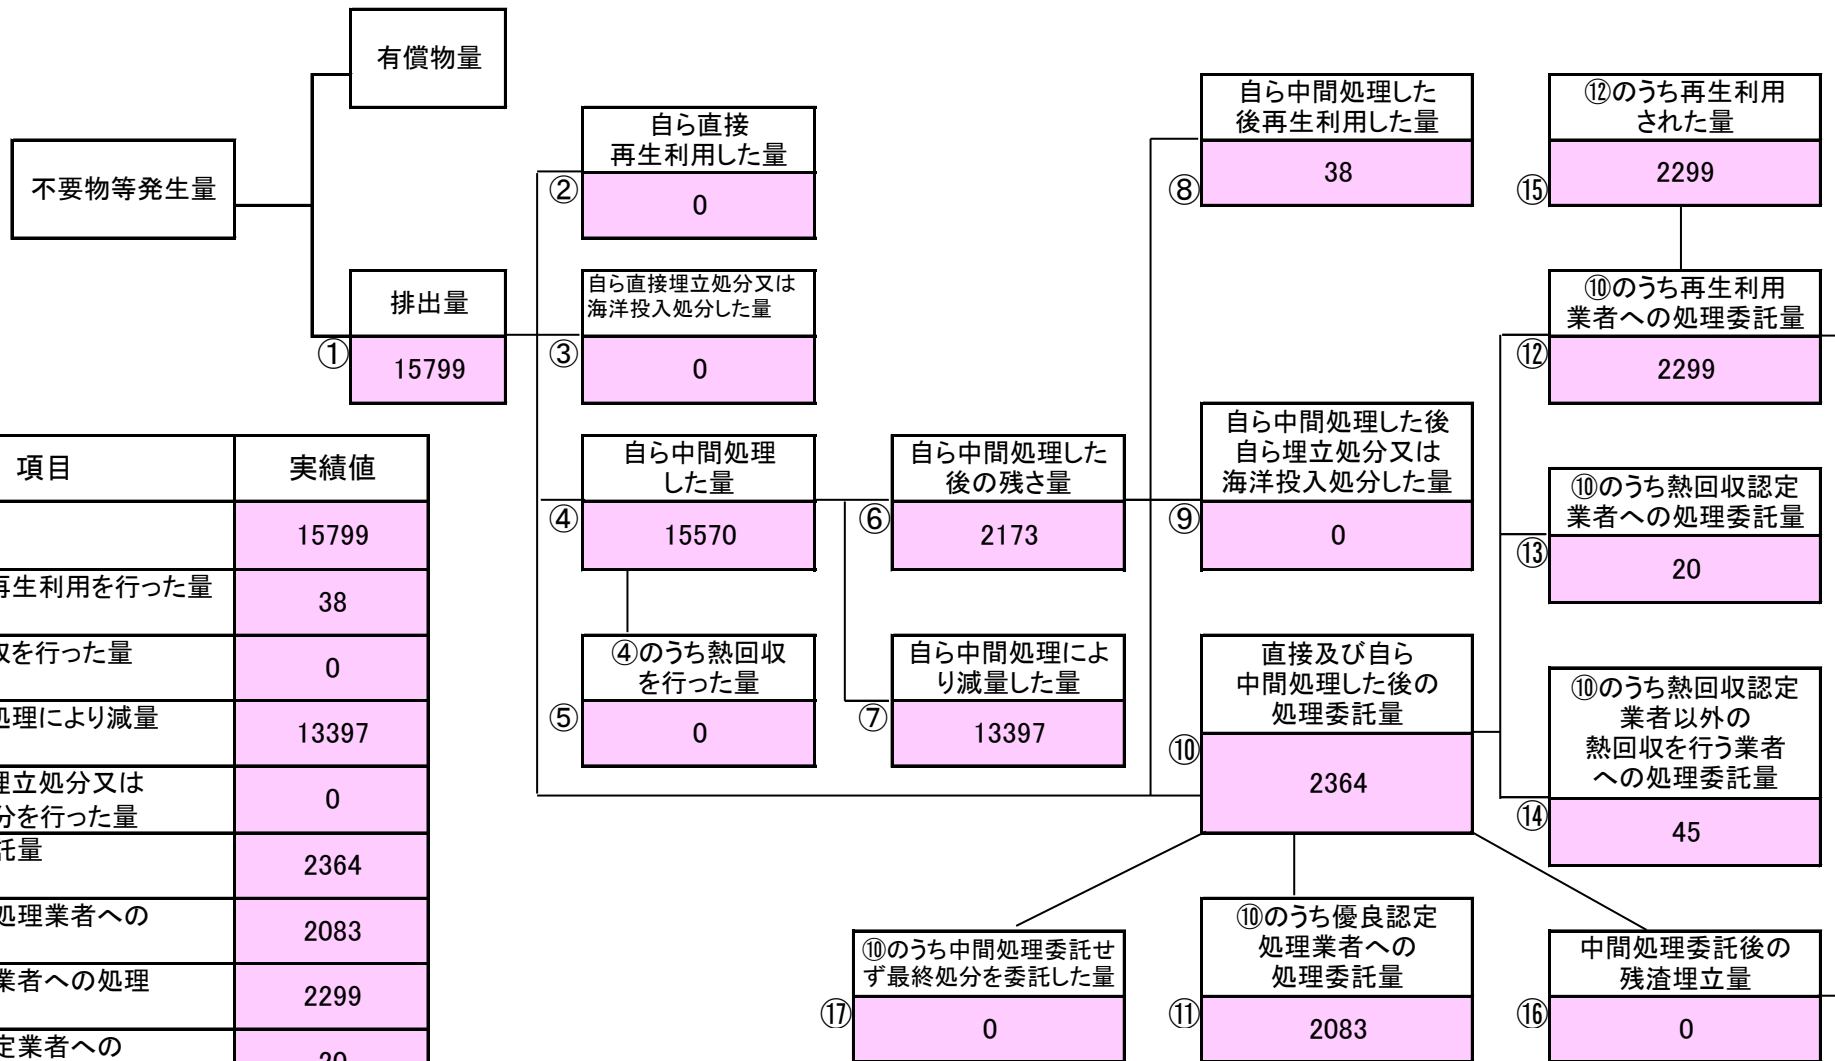 有償物量
不要物等発生量
排出量
①
15799
自ら直接
再生利用した量
②
0
自ら直接埋立処分又は
海洋投入処分した量
③
0
自ら中間処理
した量
④
15570
④のうち熱回収
を行った量
⑤
0
自ら中間処理した
後の残さ量
⑥
2173
自ら中間処理によ
り減量した量
⑦
13397
自ら中間処理した
後再生利用した量
⑧
38
自ら中間処理した後
自ら埋立処分又は
海洋投入処分した量
⑨
0
直接及び自ら
中間処理した後の
処理委託量
⑩
2364
⑫のうち再生利用
された量
⑮
2299
⑩のうち再生利用
業者への処理委託量
⑫
2299
⑩のうち熱回収認定
業者への処理委託量
⑬
20
⑩のうち熱回収認定
業者以外の
熱回収を行う業者
への処理委託量
⑭
45
⑩のうち中間処理委託せ
ず最終処分を委託した量
⑰
0
⑩のうち優良認定
処理業者への
処理委託量
⑪
2083
中間処理委託後の
残渣埋立量
⑯
0
項目 実績値
15799
再生利用を行った量
38
を行った量
0
処理により減量
13397
埋立処分又は
分を行った量
0
託量
2364
処理業者への
2083
業者への処理
2299
定業者への
20